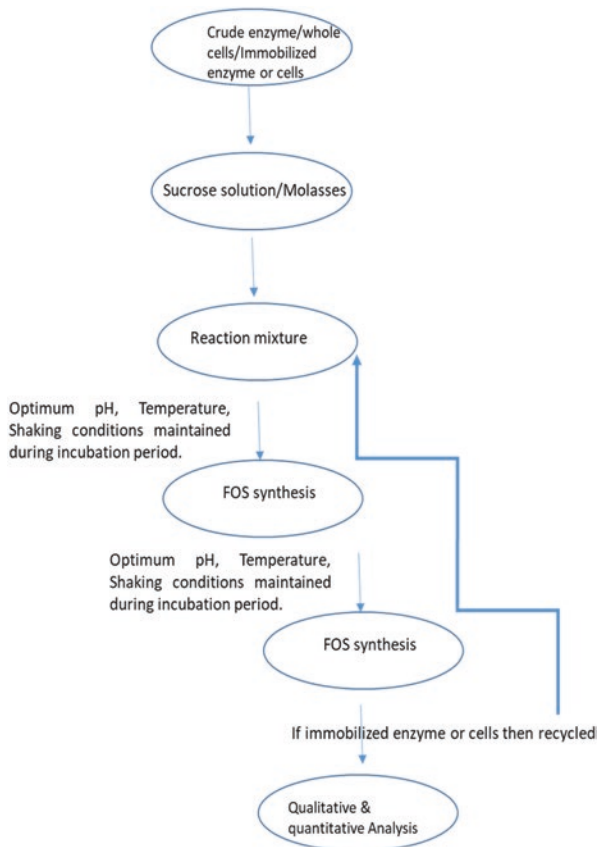 Crude enzyme/whole
cells/Immobilized
enzyme or cells
Sucrose solution/Molasses
Reaction mixture
Optimum pH, Temperature,
Shaking conditions maintained
during incubation period.
FOS synthesis
Optimum pH, Temperature,
Shaking conditions maintained
during incubation period.
FOS synthesis
If immobilized enzyme or cells then recycled
Qualitative &
quantitative Analysis